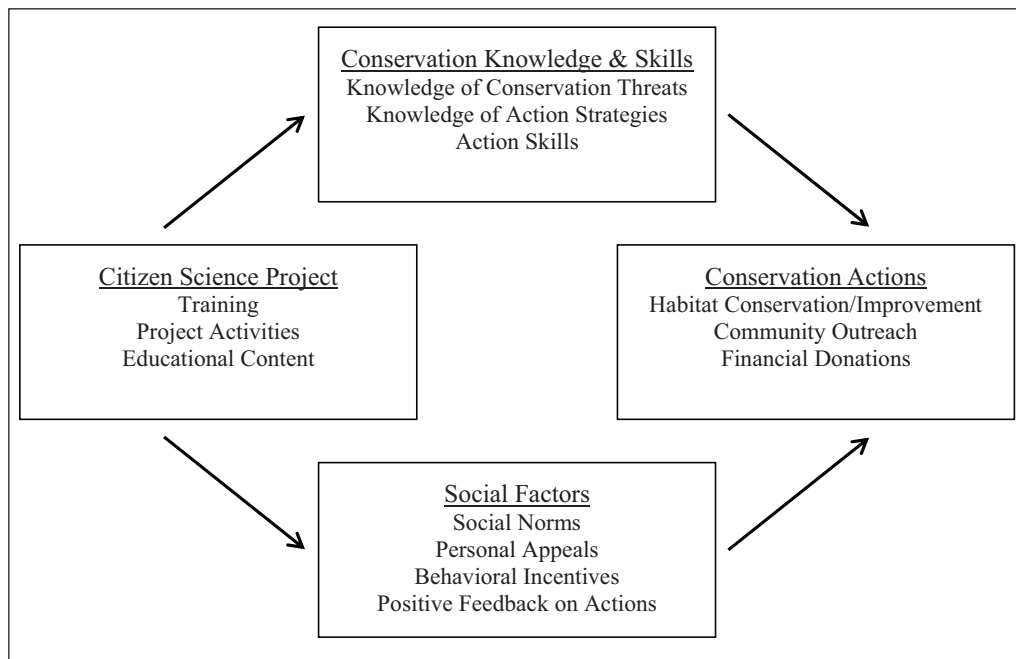 Conservation Knowledge & Skills
Knowledge of Conservation Threats
Knowledge of Action Strategies
Action Skills
Citizen Science Project
Training
Project Activities
Educational Content
Conservation Actions
Habitat Conservation/Improvement
Community Outreach
Financial Donations
Social Factors
Social Norms
Personal Appeals
Behavioral Incentives
Positive Feedback on Actions